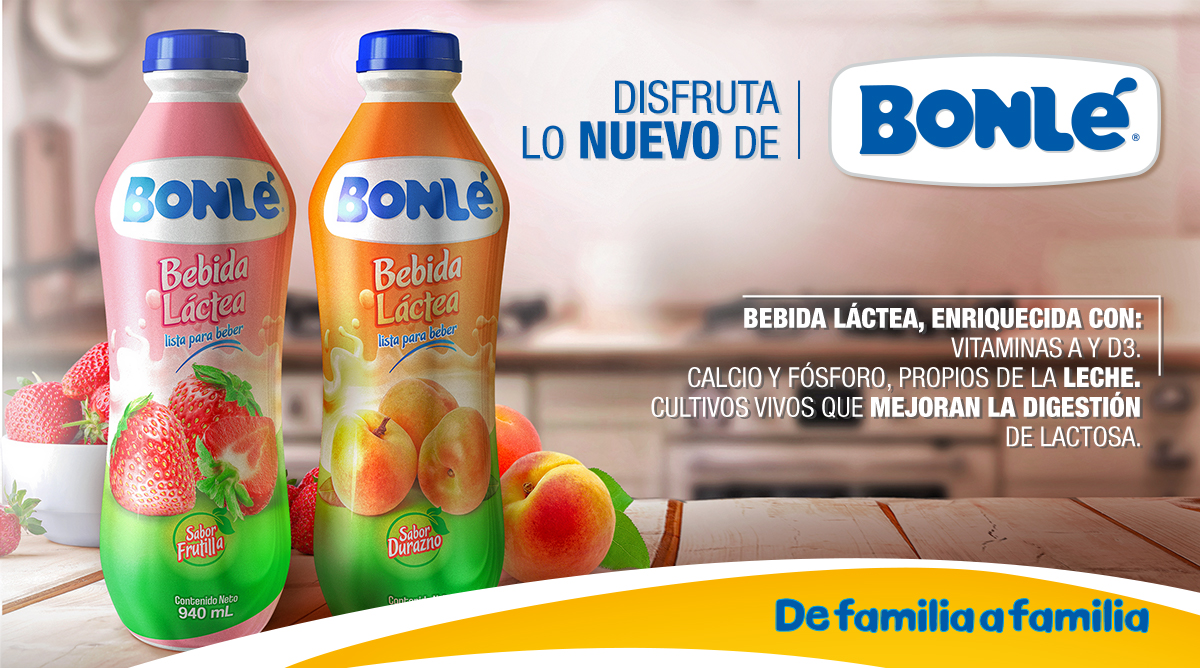 DISFRUTA
LO NUEVO DE
BONLÉ®
BEBIDA LÁCTEA, ENRIQUECIDA CON:
VITAMINAS A Y D3.
CALCIO Y FÓSFORO, PROPIOS DE LA LECHE.
CULTIVOS VIVOS QUE MEJORAN LA DIGESTIÓN
DE LACTOSA.
BONLÉ
Bebida
Láctea
lista para beber
Sabor
Frutilla
Contenido Neto
940 mL
BONLÉ
Bebida
Láctea
lista para beber
Sabor
Durazno
De familia a familia